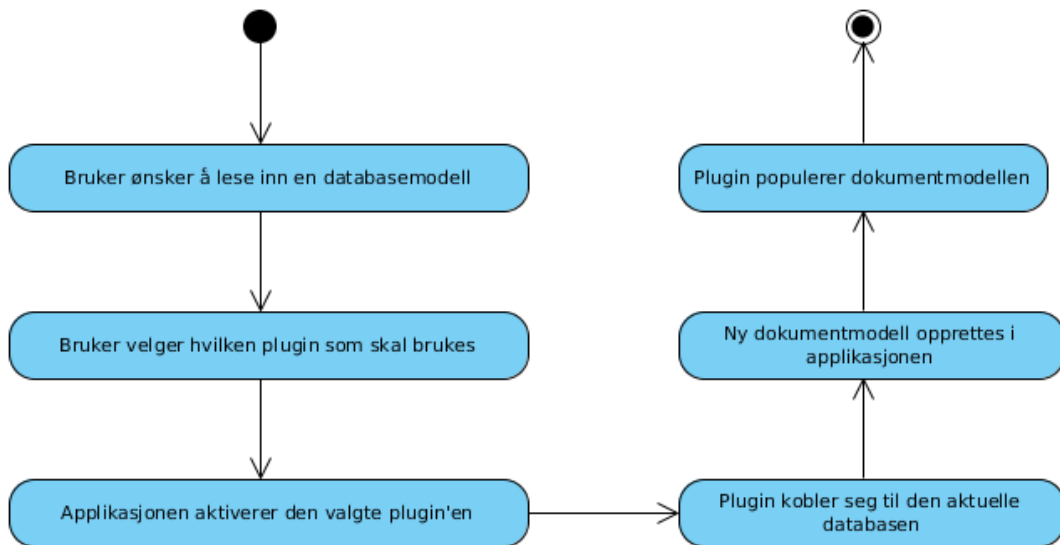 Bruker ønsker å lese inn en databasemodell
Bruker velger hvilken plugin som skal brukes
Applikasjonen aktiverer den valgte plugin'en
Plugin kobler seg til den aktuelle
databasen
Ny dokumentmodell opprettes i
applikasjonen
Plugin populerer dokumentmodellen